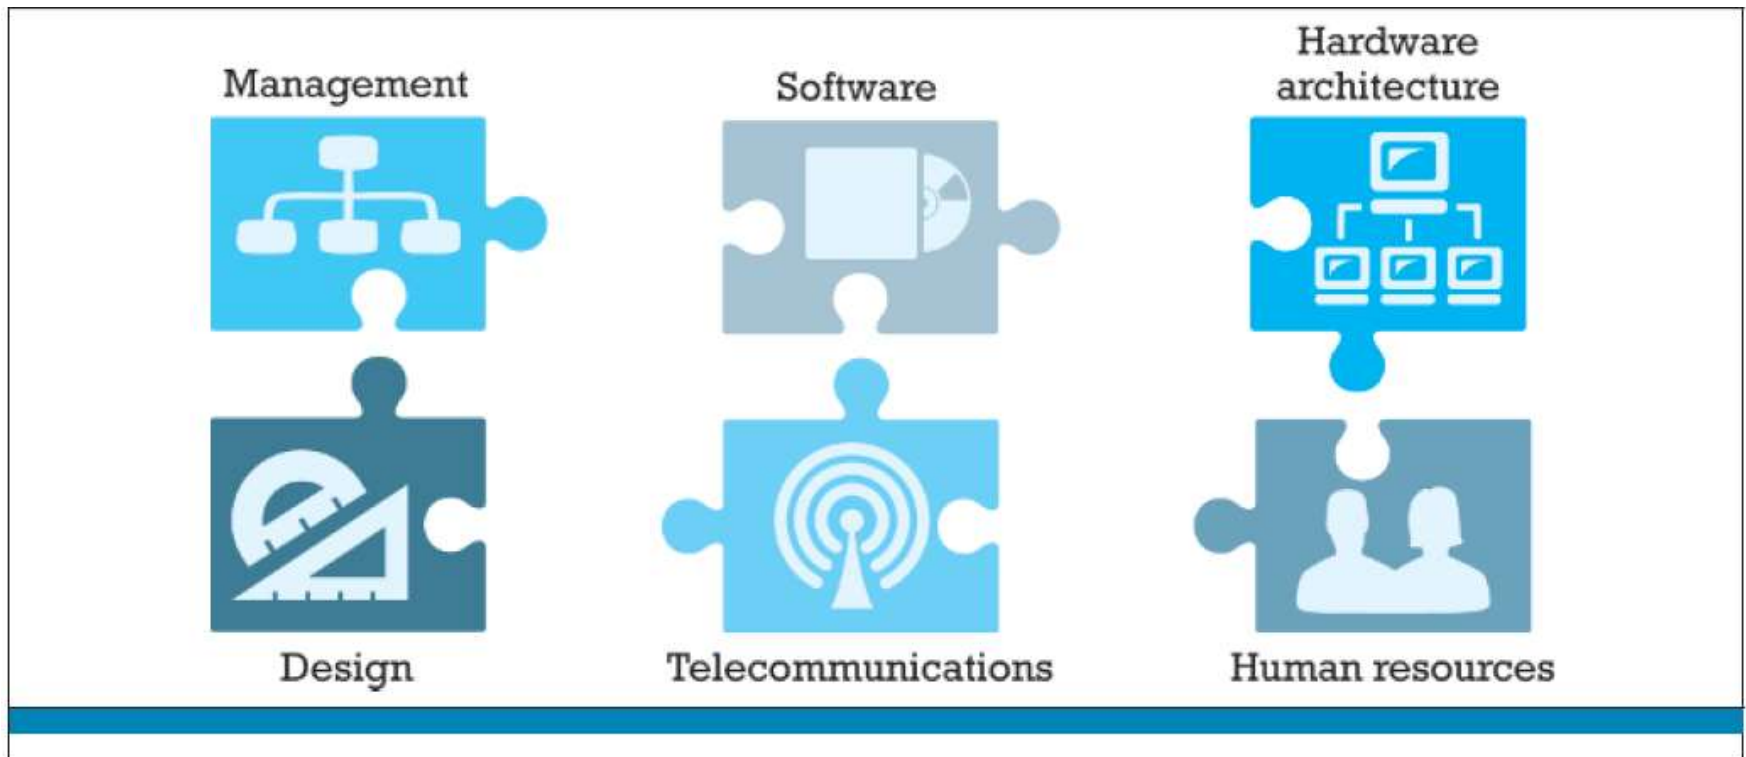 Management
Software
Hardware
architecture
Design
Telecommunications
Human resources